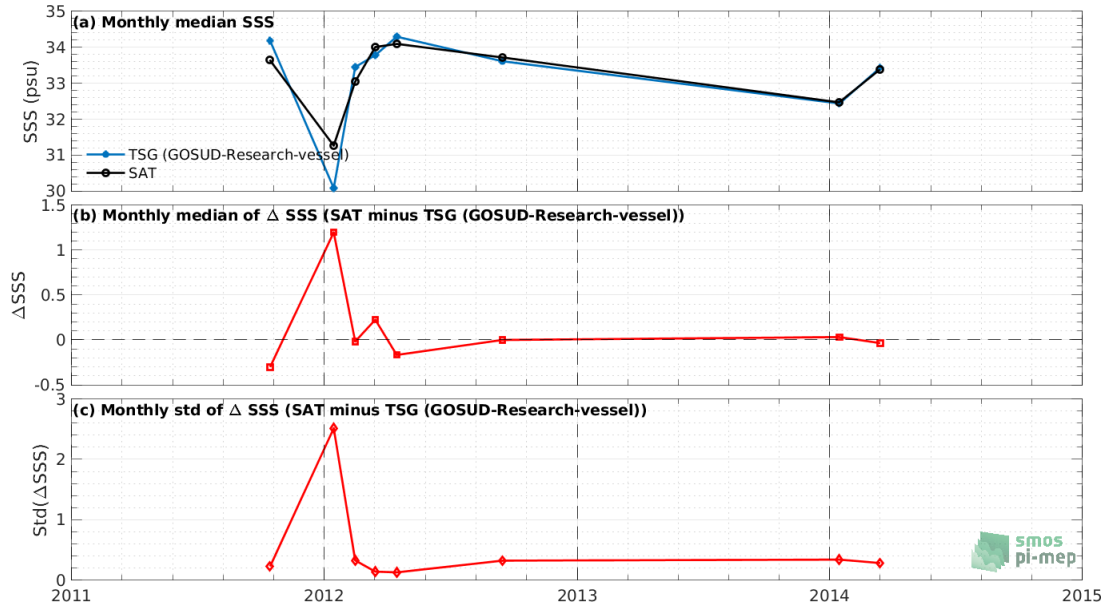 (a) Monthly median SSS
35
34
33
32
31
30
SSS (psu)
TSG (GOSUD-Research-vessel)
SAT
(b) Monthly median of Δ SSS (SAT minus TSG (GOSUD-Research-vessel))
1.5
1
0.5
0
-0.5
ΔSSS
(c) Monthly std of Δ SSS (SAT minus TSG (GOSUD-Research-vessel))
3
2
1
0
Std(ΔSSS)
smos
pi-mep
2011 2012 2013 2014 2015